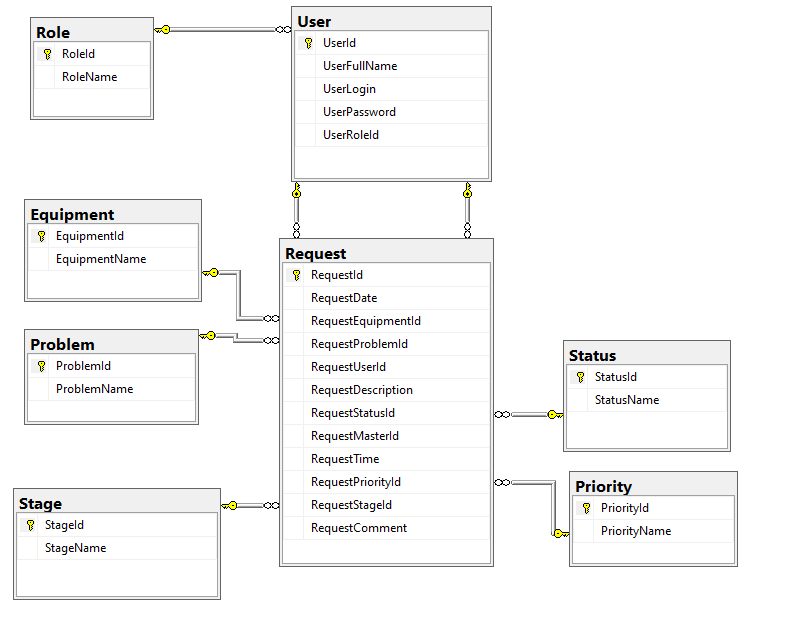 Role
RoleId
RoleName
User
UserId
UserFullName
UserLogin
UserPassword
UserRoleId
Equipment
EquipmentId
EquipmentName
Problem
ProblemId
ProblemName
Stage
StageId
StageName
Request
RequestId
RequestDate
RequestEquipmentId
RequestProblemId
RequestUserId
RequestDescription
RequestStatusId
RequestMasterId
RequestTime
RequestPriorityId
RequestStageId
RequestComment
Status
StatusId
StatusName
Priority
PriorityId
PriorityName